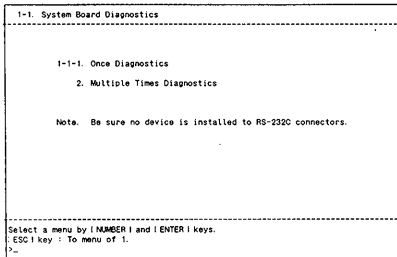 1-1. System Board Diagnostics
1-1-1. Once Diagnostics
2. Multiple Times Diagnostics
Note. Be sure no device is installed to RS-232C connectors.
Select a menu by | NUMBER | and | ENTER | keys.
| ESC | key : To menu of 1.
>_